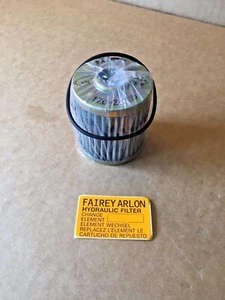 FAIREY ARLON
HYDRAULIC FILTER
CHANGE
ELEMENT
ELEMENT WECHSEL
REPLACEZ L'ELEMENT LE
CARTUCHO DE REPUESTO.